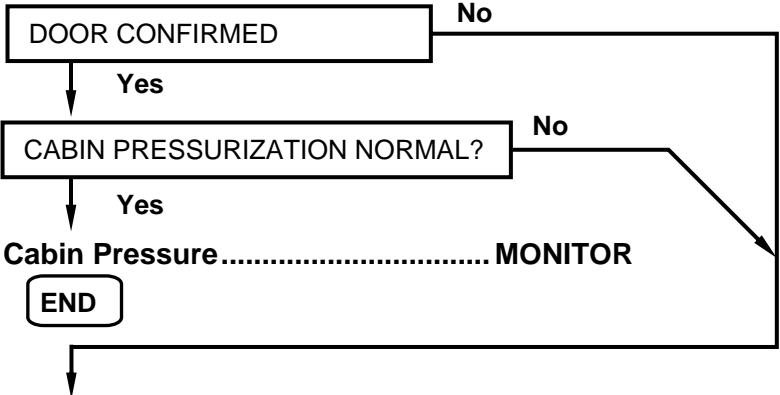 No
DOOR CONFIRMED
Yes
No
CABIN PRESSURIZATION NORMAL?
Yes
Cabin Pressure................................. MONITOR
END